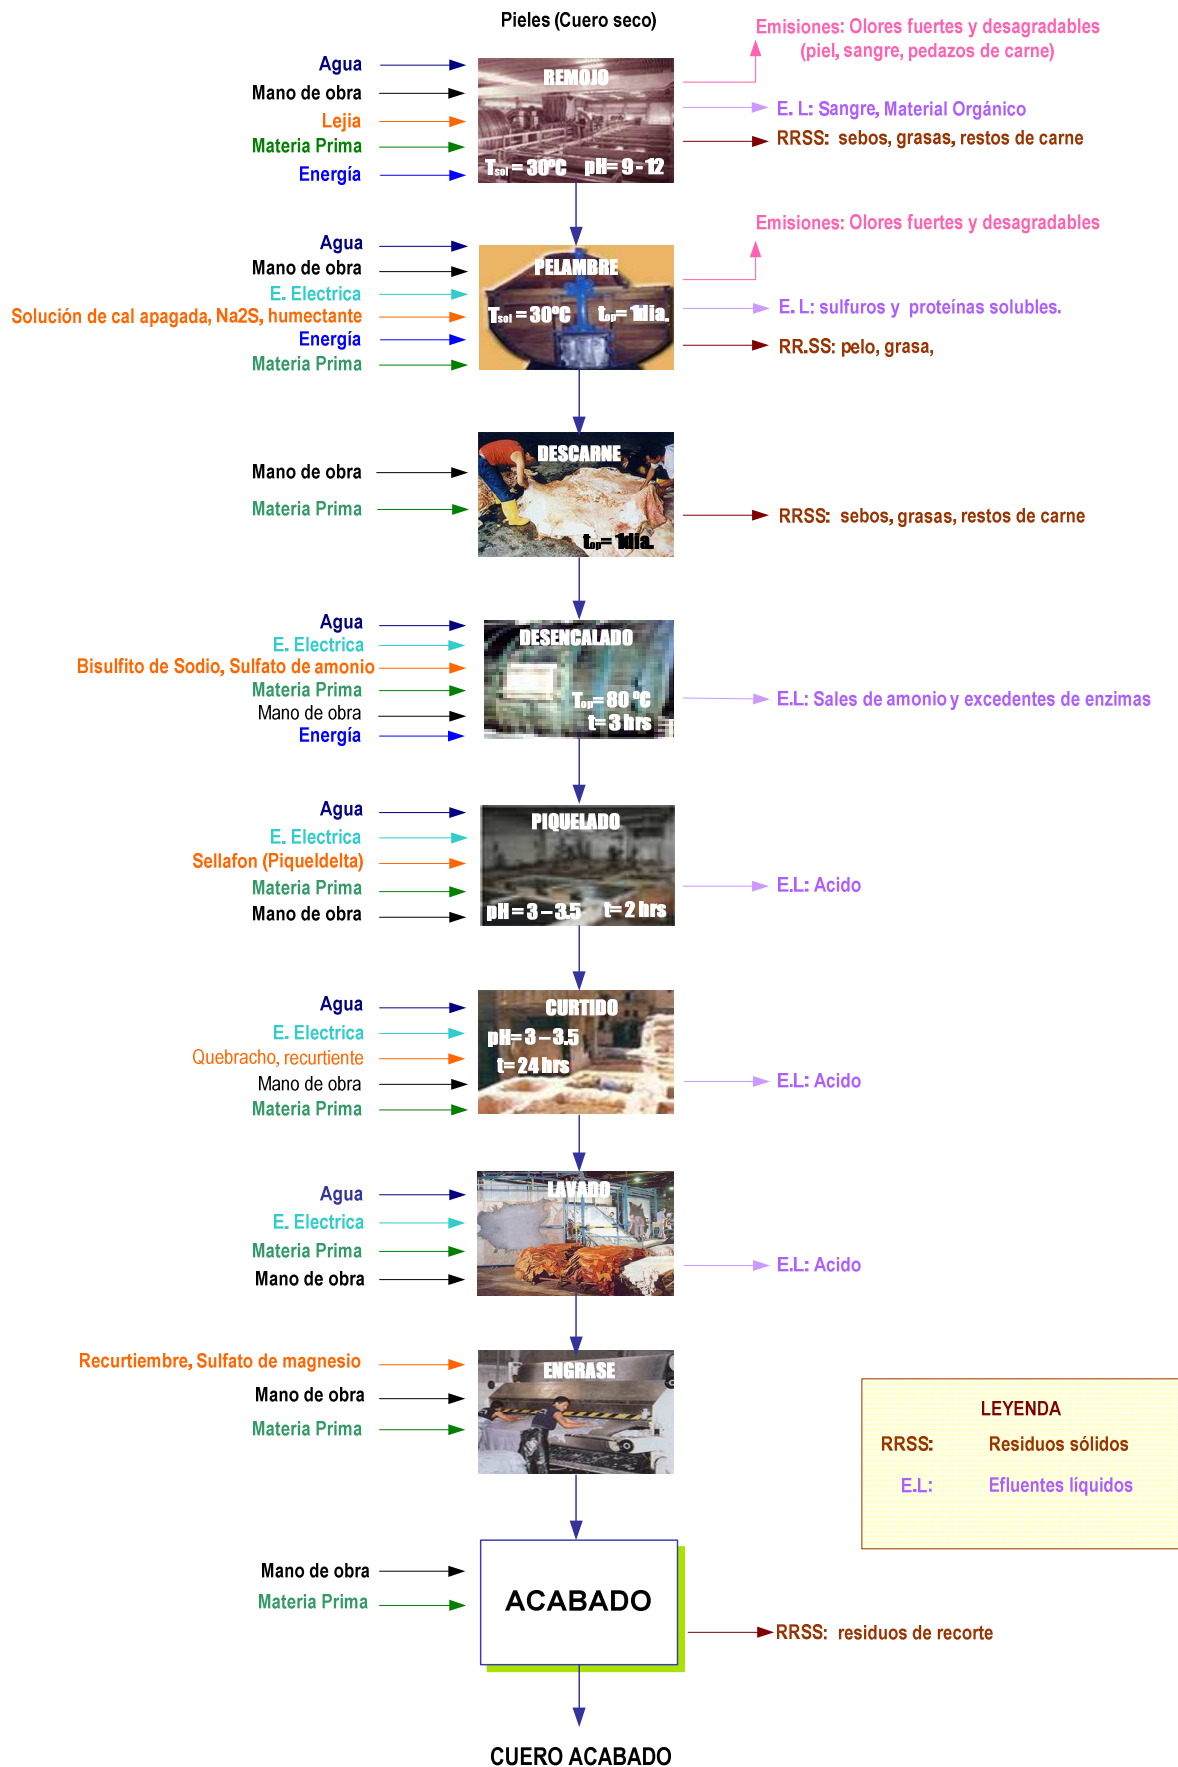 Pieles (Cuero seco)
Emisiones: Olores fuertes y desagradables
(piel, sangre, pedazos de carne)
Agua
Mano de obra
Lejia
Materia Prima
Energía
REMOJO
Tsol = 30ºC pH= 9 - 12
E. L: Sangre, Material Orgánico
RRSS: sebos, grasas, restos de carne
Agua
Mano de obra
E. Electrica
Solución de cal apagada, Na2S, humectante
Energía
Materia Prima
PELAMBRE
Tsol = 30ºC top= 1dia.
Emisiones: Olores fuertes y desagradables
E. L: sulfuros y proteínas solubles.
RR.SS: pelo, grasa,
Mano de obra
Materia Prima
DESCARNE
top= 1dia.
RRSS: sebos, grasas, restos de carne
Agua
E. Electrica
Bisulfito de Sodio, Sulfato de amonio
Materia Prima
Mano de obra
Energía
DESENCALADO
Top= 80 ºC
t= 3 hrs
E.L: Sales de amonio y excedentes de enzimas
Agua
E. Electrica
Sellafon (Piqueldelta)
Materia Prima
Mano de obra
PIQUELADO
pH = 3 – 3.5 t= 2 hrs
E.L: Acido
Agua
E. Electrica
Quebracho, recurtiente
Mano de obra
Materia Prima
CURTIDO
pH= 3 – 3.5
t= 24 hrs
E.L: Acido
Agua
E. Electrica
Materia Prima
Mano de obra
LAVADO
E.L: Acido
Recurtiembre, Sulfato de magnesio
Mano de obra
Materia Prima
ENGRASE
LEYENDA
RRSS: Residuos sólidos
E.L: Efluentes líquidos
Mano de obra
Materia Prima
ACABADO
RRSS: residuos de recorte
CUERO ACABADO